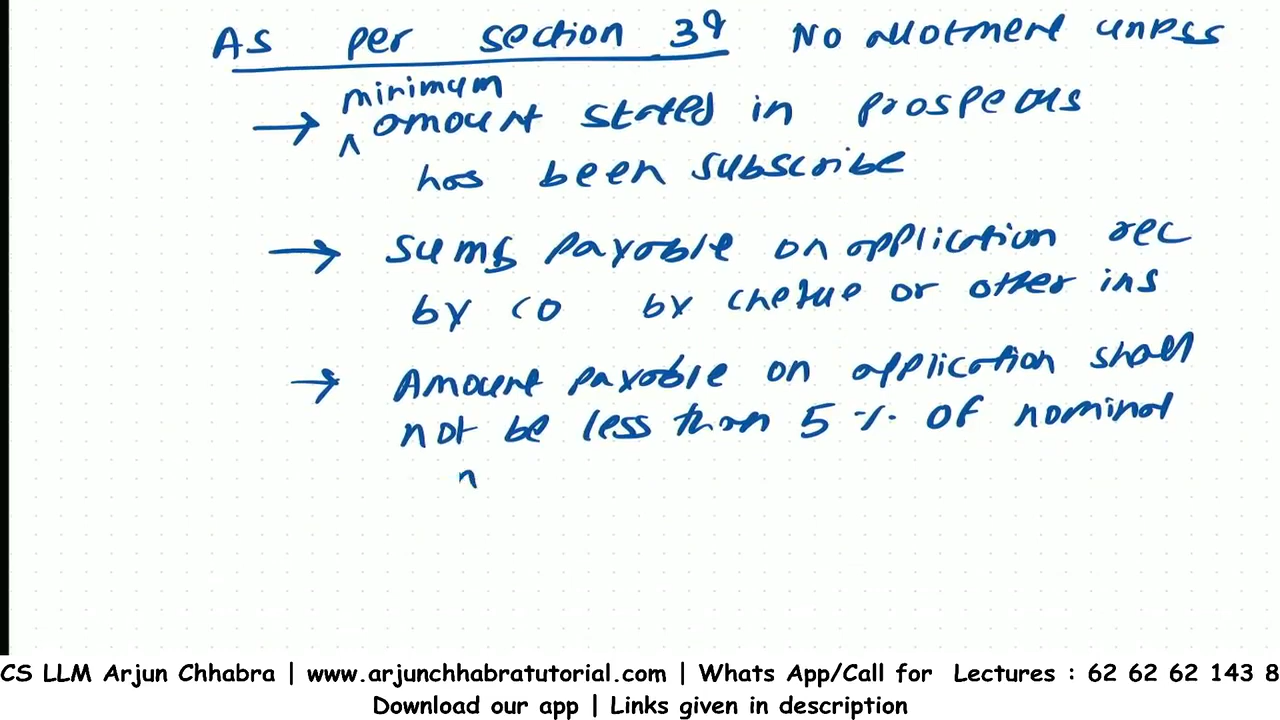 As per section 39 No allotment unless
minimum
→ ^ amount stated in prospectus
has been subscribe
→ sums payable on application rec
by co by cheque or other ins
→ Amount payable on application shall
not be less than 5 % of nominal
n
CS LLM Arjun Chhabra | www.arjunchhabratutorial.com | Whats App/Call for Lectures : 62 62 62 143 8
Download our app | Links given in description